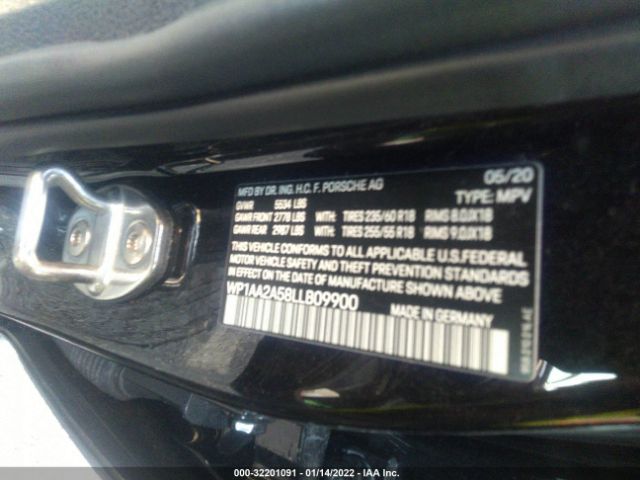 05/20
MFD BY DR. ING. H.C. F. PORSCHE AG
TYPE: MPV
GVWR 5534 LBS
GAWR FRONT 2778 LBS WITH: TIRES 235/60 R18 RIMS 8.0JX18
GAWR REAR 2987 LBS WITH: TIRES 255/55 R18 RIMS 9.0JX18
THIS VEHICLE CONFORMS TO ALL APPLICABLE U.S. FEDERAL
MOTOR VEHICLE SAFETY AND THEFT PREVENTION STANDARDS
IN EFFECT ON THE DATE OF MANUFACTURE SHOWN ABOVE
WP1AA2A58LLB09900
MADE IN GERMANY
000-32201091 - 01/14/2022 - IAA Inc.